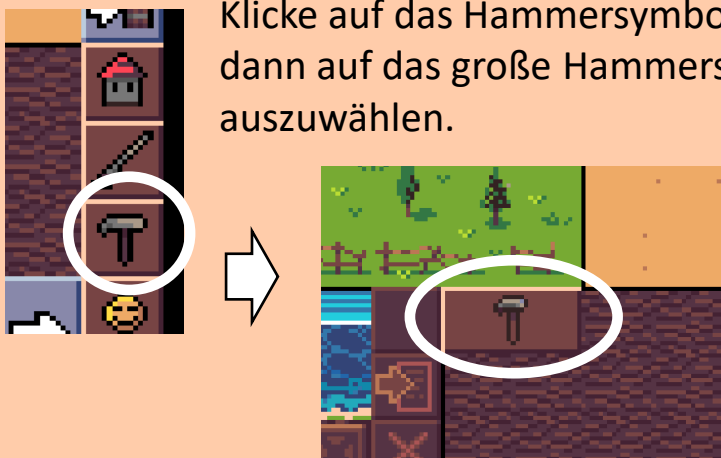 Klicke auf das Hammersymbo
dann auf das große Hammers
auszuwählen.